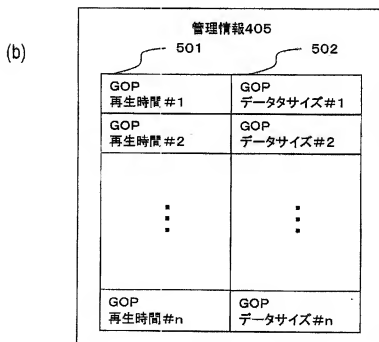 (b)
管理情報405
501 502
GOP
再生時間#1
GOP
データタサイズ#1
GOP
再生時間#2
GOP
データサイズ#2
GOP
再生時間#n
GOP
データサイズ#n